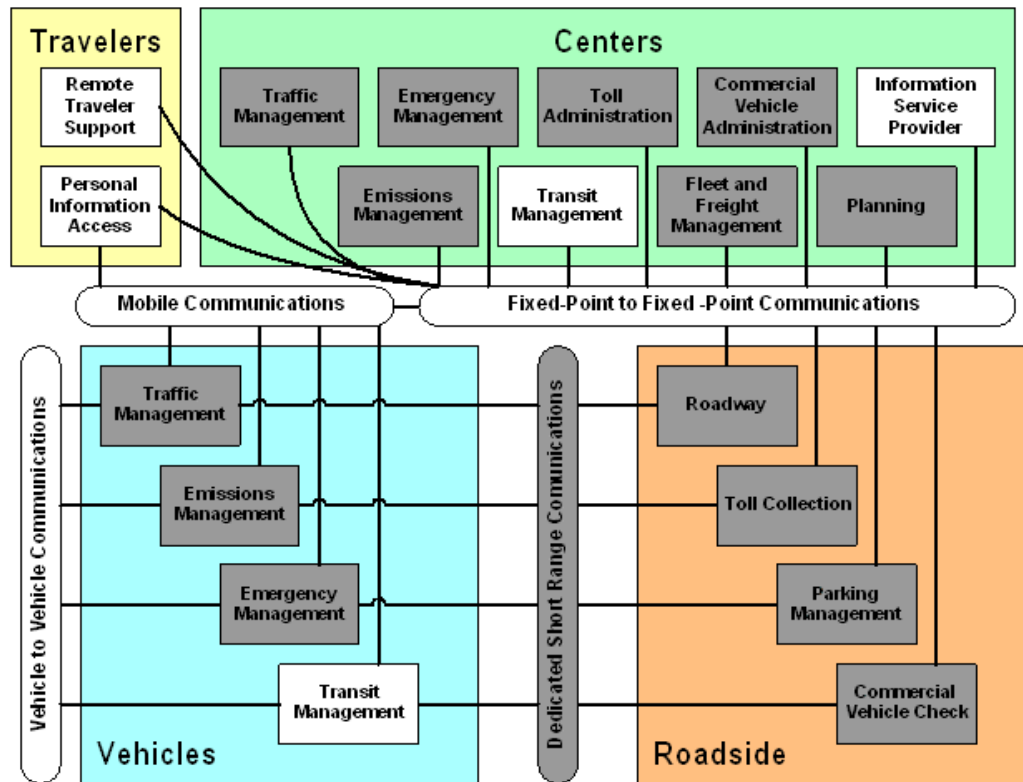 Travelers
Remote
Traveler
Support
Personal
Information
Access
Centers
Traffic
Management
Emergency
Management
Toll
Administration
Commercial
Vehicle
Administration
Information
Service
Provider
Emissions
Management
Transit
Management
Fleet and
Freight
Management
Planning
Mobile Communications
Fixed-Point to Fixed -Point Communications
Vehicle to Vehicle Communications
Traffic
Management
Emissions
Management
Emergency
Management
Transit
Management
Vehicles
Dedicated Short Range Comunications
Roadway
Toll Collection
Parking
Management
Commercial
Vehicle Check
Roadside